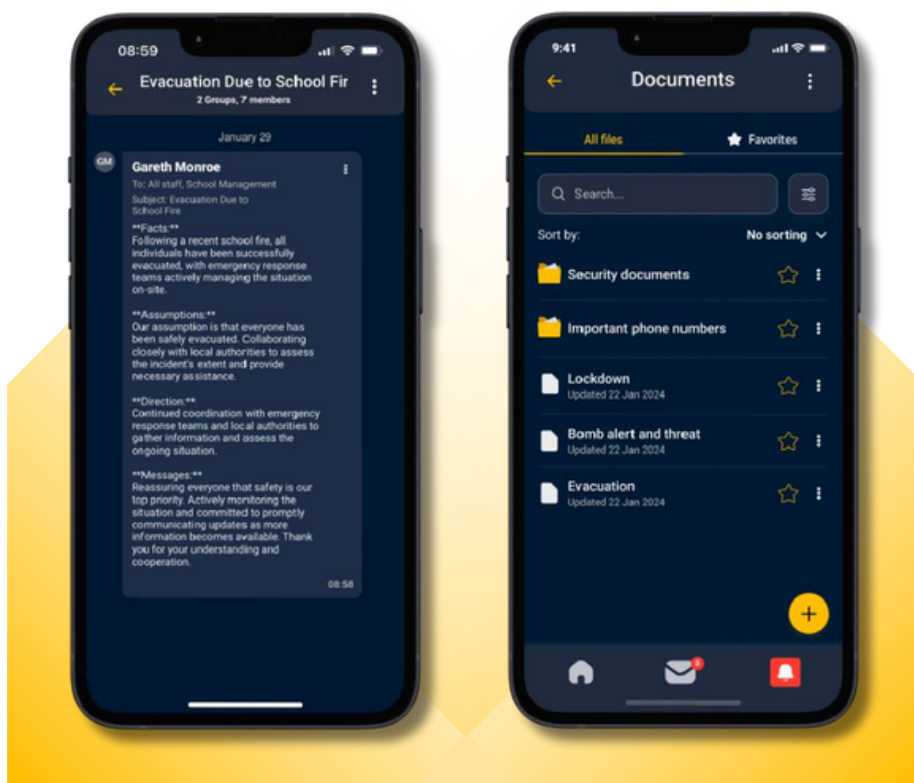 08:59
Evacuation Due to School Fir
2 Groups, 7 members
January 29
GM
Gareth Monroe
To: All staff, School Management
Subject: Evacuation Due to
School Fire
**Facts:**
Following a recent school fire, all
individuals have been successfully
evacuated, with emergency response
teams actively managing the situation
on-site.
**Assumptions:**
Our assumption is that everyone has
been safely evacuated. Collaborating
closely with local authorities to assess
the incident's extent and provide
necessary assistance.
**Direction:**
Continued coordination with emergency
response teams and local authorities to
gather information and assess the
ongoing situation.
**Messages:**
Reassuring everyone that safety is our
top priority. Actively monitoring the
situation and committed to promptly
communicating updates as more
information becomes available. Thank
you for your understanding and
cooperation.
08:58
9:41
Documents
All files
Favorites
Search...
Sort by:
No sorting
Security documents
Important phone numbers
Lockdown
Updated 22 Jan 2024
Bomb alert and threat
Updated 22 Jan 2024
Evacuation
Updated 22 Jan 2024